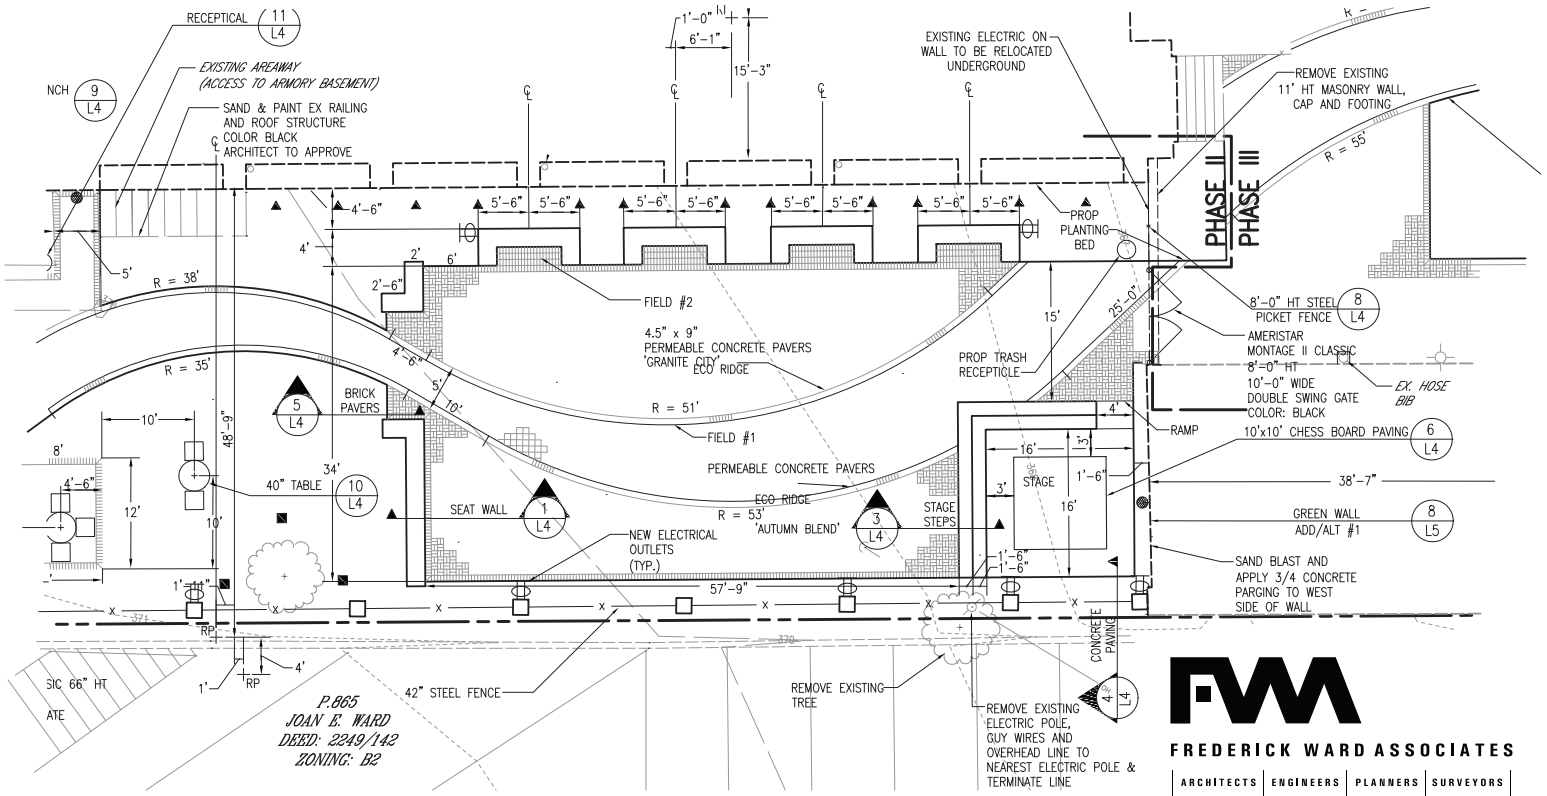 RECEPTICAL
11
L4
EXISTING AREAWAY
(ACCESS TO ARMORY BASEMENT)
NCH
9
L4
SAND & PAINT EX RAILING
AND ROOF STRUCTURE
COLOR BLACK
ARCHITECT TO APPROVE
1'-0"
6'-1"
15'-3"
EXISTING ELECTRIC ON
WALL TO BE RELOCATED
UNDERGROUND
REMOVE EXISTING
11' HT MASONRY WALL,
CAP AND FOOTING
R = 55'
PHASE II
PHASE III
4'-6"
5'-6" 5'-6" 5'-6" 5'-6" 5'-6" 5'-6" 5'-6" 5'-6"
PROP
PLANTING
BED
4'
5'
2'
6'
2'-6"
R = 38'
FIELD #2
4.5" x 9"
PERMEABLE CONCRETE PAVERS
'GRANITE CITY'
ECO RIDGE
15'
25'-0"
PROP TRASH
RECEPTICLE
8'-0" HT STEEL
PICKET FENCE
8
L4
AMERISTAR
MONTAGE II CLASSIC
8'-0" HT
10'-0" WIDE
DOUBLE SWING GATE
COLOR: BLACK
EX. HOSE
BIB
4'-6"
5'
10'
R = 35'
5
L4
BRICK
PAVERS
R = 51'
FIELD #1
4'
RAMP
10'x10' CHESS BOARD PAVING
6
L4
10'
48'-9"
8'
4'-6"
12'
34'
40" TABLE
10
L4
10'
PERMEABLE CONCRETE PAVERS
ECO RIDGE
R = 53'
'AUTUMN BLEND'
SEAT WALL
1
L4
3
L4
STAGE
STEPS
16'
3'
STAGE
3'
1'-6"
16'
38'-7"
GREEN WALL
ADD/ALT #1
8
L5
NEW ELECTRICAL
OUTLETS
(TYP.)
SAND BLAST AND
APPLY 3/4 CONCRETE
PARGING TO WEST
SIDE OF WALL
1'-11"
57'-9"
1'-6"
1'-6"
371
370
RP
RP
1'
4'
CONCRETE
PAVING
SIC 66" HT
ATE
P.865
JOAN E. WARD
DEED: 2249/142
ZONING: B2
42" STEEL FENCE
REMOVE EXISTING
TREE
REMOVE EXISTING
ELECTRIC POLE,
GUY WIRES AND
OVERHEAD LINE TO
NEAREST ELECTRIC POLE &
TERMINATE LINE
4
L4
FWA
FREDERICK WARD ASSOCIATES
ARCHITECTS | ENGINEERS | PLANNERS | SURVEYORS